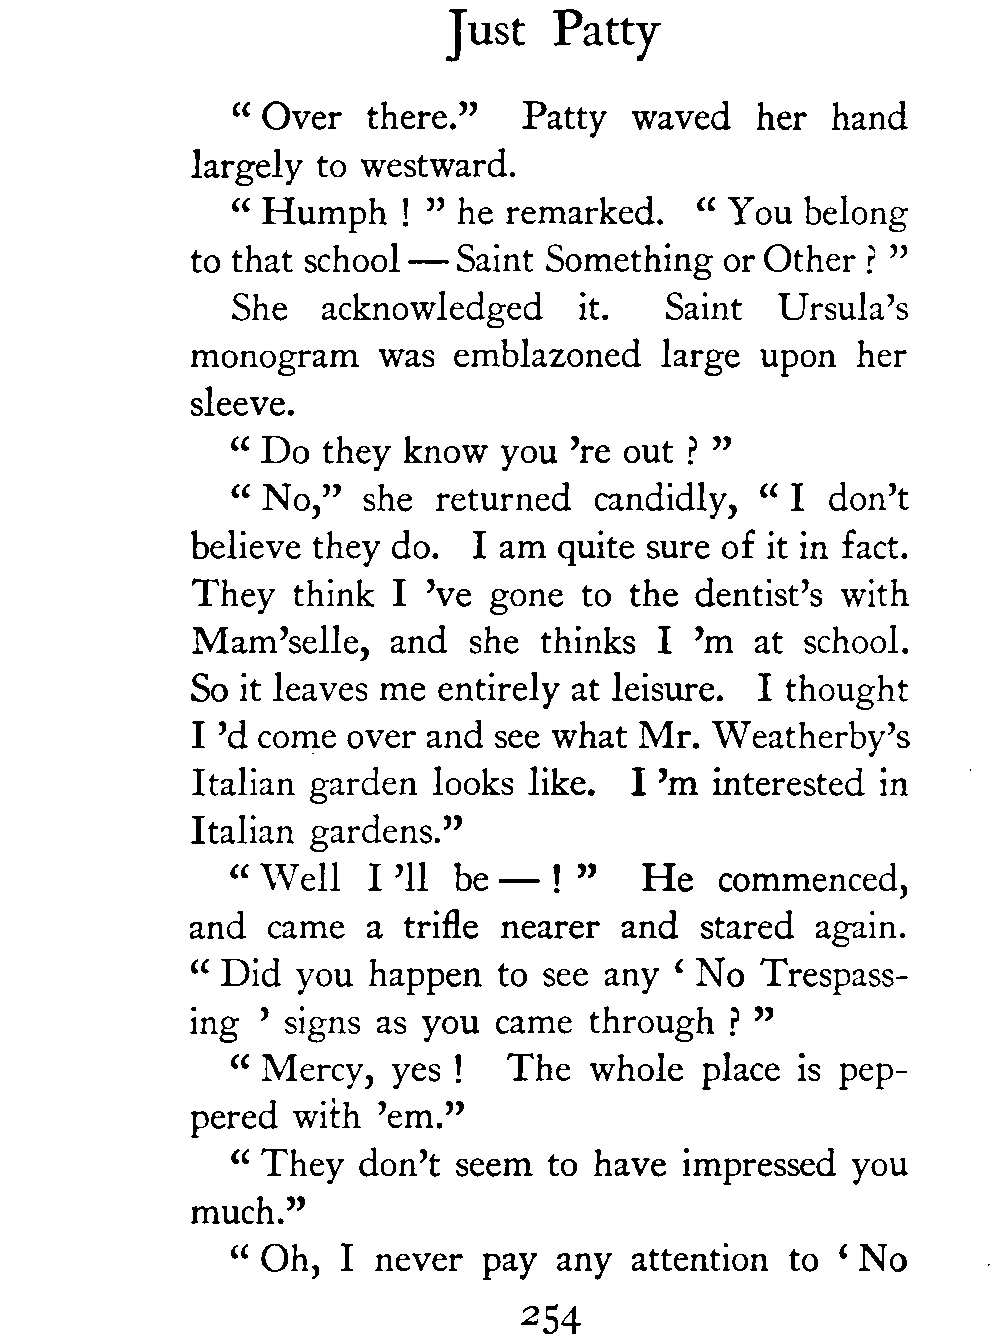 Just Patty
“ Over there.” Patty waved her hand
largely to westward.
“ Humph ! ” he remarked. “ You belong
to that school — Saint Something or Other ? ”
She acknowledged it. Saint Ursula’s
monogram was emblazoned large upon her
sleeve.
“ Do they know you ’re out ? ”
“ No,” she returned candidly, “ I don’t
believe they do. I am quite sure of it in fact.
They think I ’ve gone to the dentist’s with
Mam’selle, and she thinks I ’m at school.
So it leaves me entirely at leisure. I thought
I ’d come over and see what Mr. Weatherby’s
Italian garden looks like. I ’m interested in
Italian gardens.”
“ Well I ’ll be — ! ” He commenced,
and came a trifle nearer and stared again.
“ Did you happen to see any ‘ No Trespass-
ing ’ signs as you came through ? ”
“ Mercy, yes ! The whole place is pep-
pered with ’em.”
“ They don’t seem to have impressed you
much.”
“ Oh, I never pay any attention to ‘ No
254